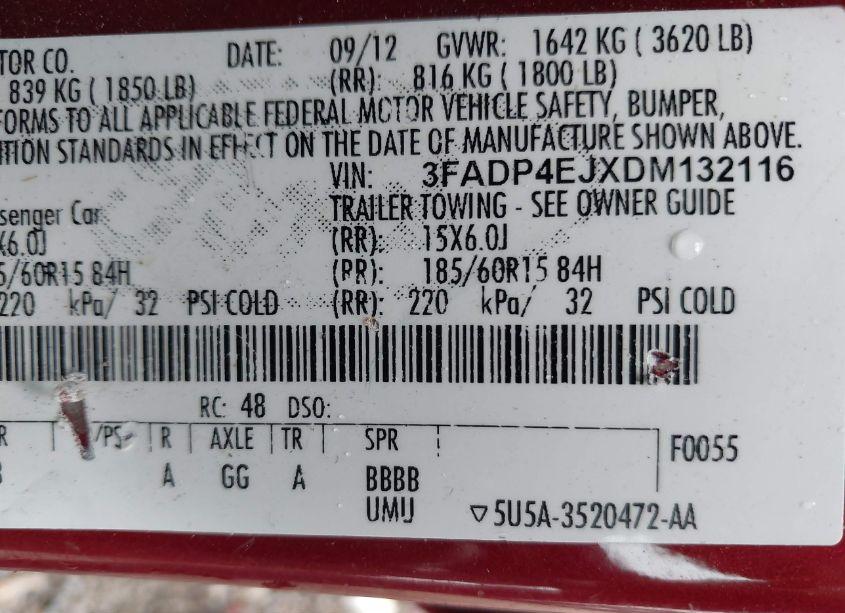 TOR CO. DATE: 09/12 GVWR: 1642 KG ( 3620 LB)
839 KG ( 1850 LB) (RR): 816 KG ( 1800 LB)
FORMS TO ALL APPLICABLE FEDERAL MOTOR VEHICLE SAFETY, BUMPER,
ITION STANDARDS IN EFFECT ON THE DATE OF MANUFACTURE SHOWN ABOVE.
VIN: 3FADP4EJXDM132116
senger Car TRAILER TOWING - SEE OWNER GUIDE
X6.0J (RR): 15X6.0J
5/60R15 84H (PR): 185/60R15 84H
220 kPa/ 32 PSI COLD (RR): 220 kPa/ 32 PSI COLD
RC: 48 DSO:
R /PS R AXLE TR SPR F0055
A GG A BBBB
UMU ▽5U5A-3520472-AA